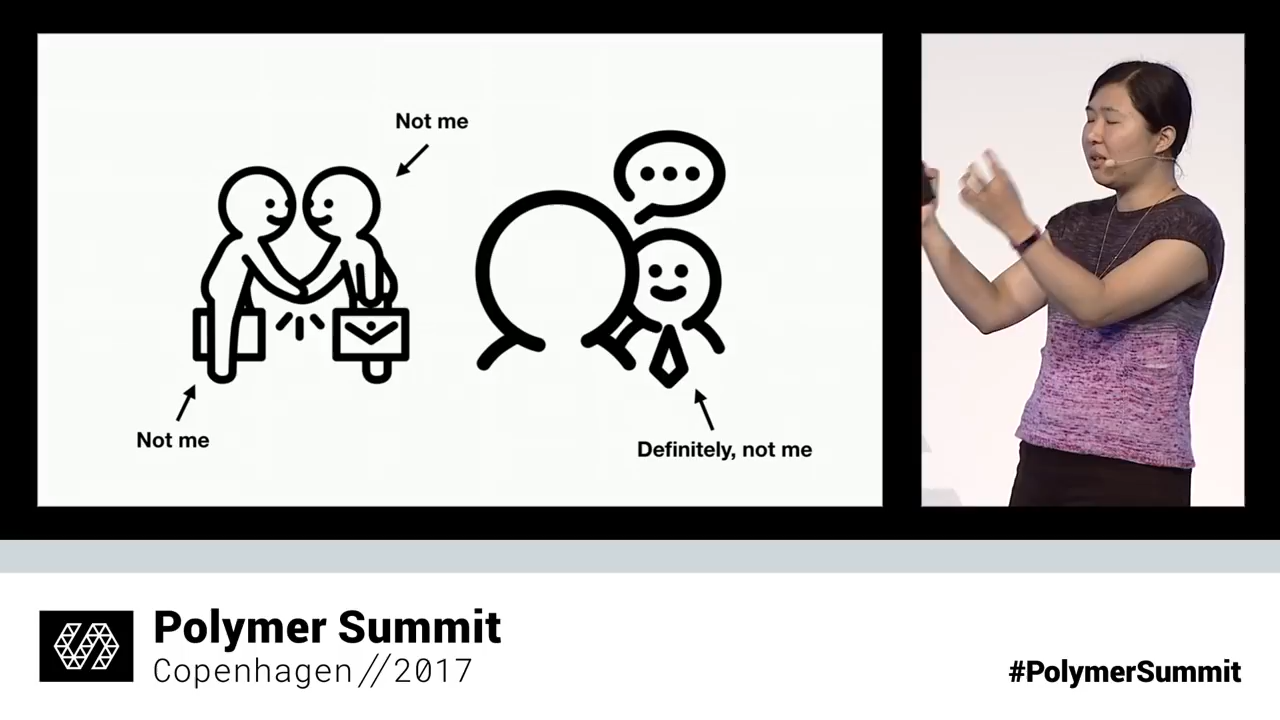 Not me
Not me
Definitely, not me
Polymer Summit
Copenhagen//2017
#PolymerSummit